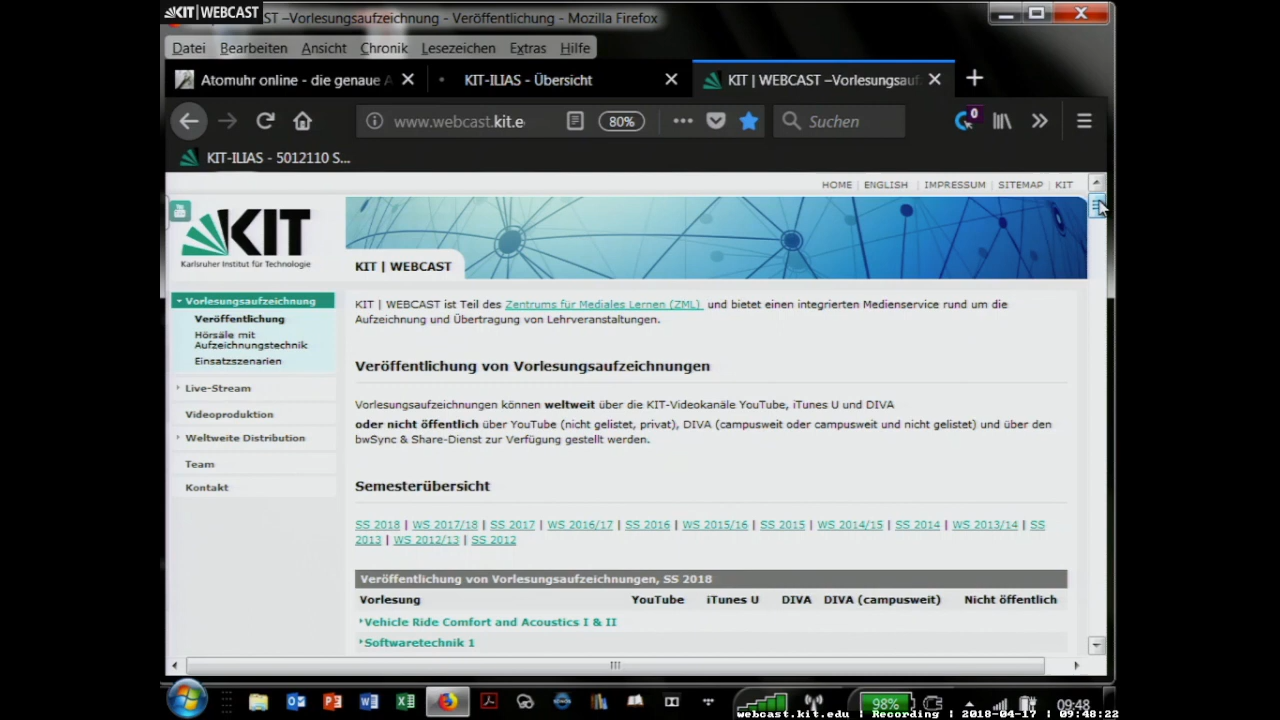 KIT|WEBCAST
ST –Vorlesungsaufzeichnung - Veröffentlichung - Mozilla Firefox
Datei Bearbeiten Ansicht Chronik Lesezeichen Extras Hilfe
Atomuhr online - die genaue A
KIT-ILIAS - Übersicht
KIT | WEBCAST –Vorlesungsauf
www.webcast.kit.e
80%
Suchen
0
KIT-ILIAS - 5012110 S...
HOME | ENGLISH | IMPRESSUM | SITEMAP | KIT
KIT
Karlsruher Institut für Technologie
KIT | WEBCAST
Vorlesungsaufzeichnung
Veröffentlichung
Hörsäle mit
Aufzeichnungstechnik
Einsatzszenarien
Live-Stream
Videoproduktion
Weltweite Distribution
Team
Kontakt
KIT | WEBCAST ist Teil des Zentrums für Mediales Lernen (ZML) und bietet einen integrierten Medienservice rund um die
Aufzeichnung und Übertragung von Lehrveranstaltungen.
Veröffentlichung von Vorlesungsaufzeichnungen
Vorlesungsaufzeichnungen können weltweit über die KIT-Videokanäle YouTube, iTunes U und DIVA
oder nicht öffentlich über YouTube (nicht gelistet, privat), DIVA (campusweit oder campusweit und nicht gelistet) und über den
bwSync & Share-Dienst zur Verfügung gestellt werden.
Semesterübersicht
SS 2018 | WS 2017/18 | SS 2017 | WS 2016/17 | SS 2016 | WS 2015/16 | SS 2015 | WS 2014/15 | SS 2014 | WS 2013/14 | SS
2013 | WS 2012/13 | SS 2012
Veröffentlichung von Vorlesungsaufzeichnungen, SS 2018
Vorlesung YouTube iTunes U DIVA DIVA (campusweit) Nicht öffentlich
Vehicle Ride Comfort and Acoustics I & II
Softwaretechnik 1
98%
09:48
webcast.kit.edu | Recording | 2018-04-17 | 09:48:22